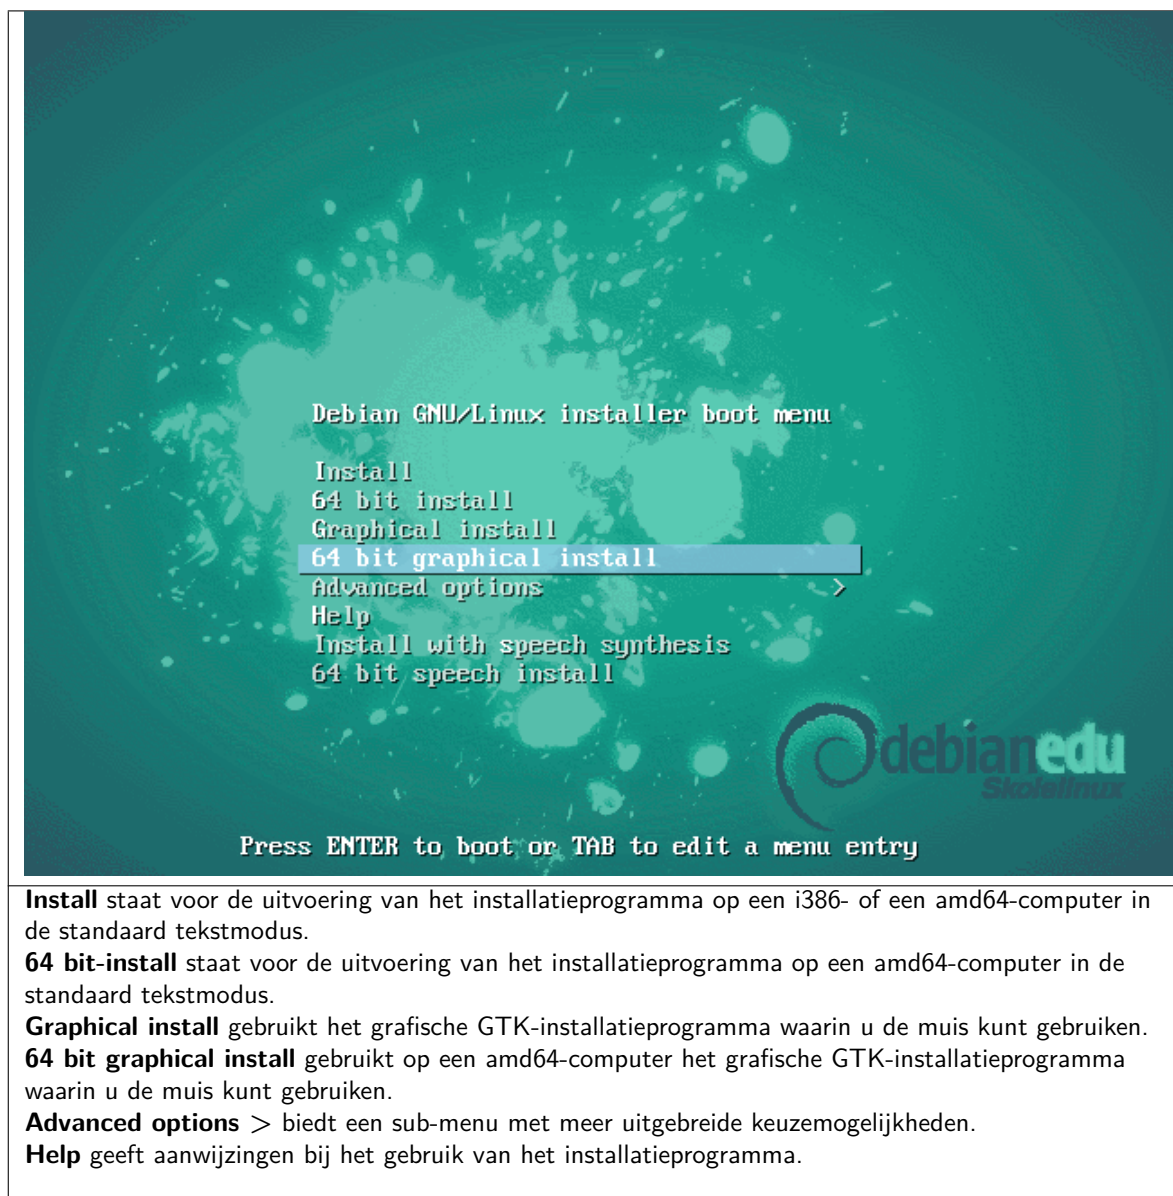 Debian GNU/Linux installer boot menu
Install
64 bit install
Graphical install
64 bit graphical install
Advanced options >
Help
Install with speech synthesis
64 bit speech install
debianedu
Skolelinux
Press ENTER to boot or TAB to edit a menu entry
Install staat voor de uitvoering van het installatieprogramma op een i386- of een amd64-computer in
de standaard tekstmodus.
64 bit-install staat voor de uitvoering van het installatieprogramma op een amd64-computer in de
standaard tekstmodus.
Graphical install gebruikt het grafische GTK-installatieprogramma waarin u de muis kunt gebruiken.
64 bit graphical install gebruikt op een amd64-computer het grafische GTK-installatieprogramma
waarin u de muis kunt gebruiken.
Advanced options > biedt een sub-menu met meer uitgebreide keuzemogelijkheden.
Help geeft aanwijzingen bij het gebruik van het installatieprogramma.